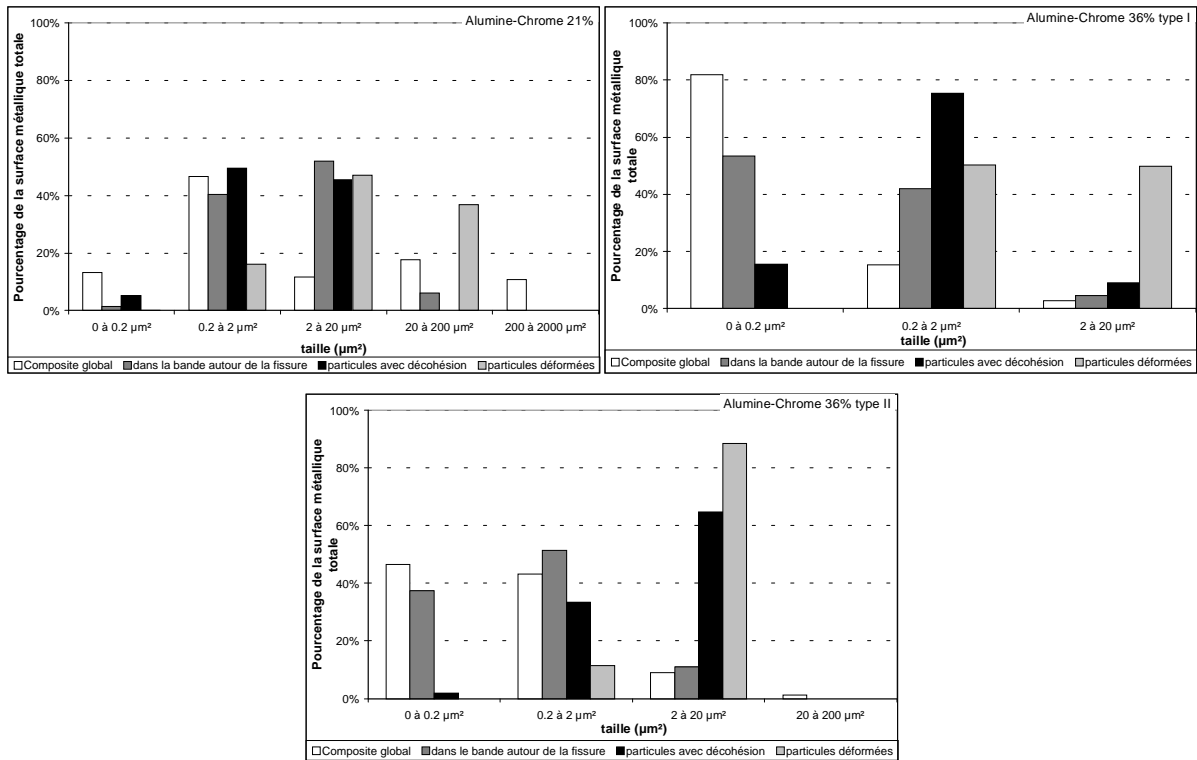 Alumine-Chrome 21%
Pourcentage de la surface métallique totale
100%
80%
60%
40%
20%
0%
0 à 0.2 µm²
0.2 à 2 µm²
2 à 20 µm²
20 à 200 µm²
200 à 2000 µm²
taille (µm²)
Composite global
dans la bande autour de la fissure
particules avec décohésion
particules déformées
Alumine-Chrome 36% type I
Pourcentage de la surface métallique
totale
100%
80%
60%
40%
20%
0%
0 à 0.2 µm²
0.2 à 2 µm²
2 à 20 µm²
taille (µm²)
Composite global
dans la bande autour de la fissure
particules avec décohésion
particules déformées
Alumine-Chrome 36% type II
Pourcentage de la surface métallique
totale
100%
80%
60%
40%
20%
0%
0 à 0.2 µm²
0.2 à 2 µm²
2 à 20 µm²
20 à 200 µm²
taille (µm²)
Composite global
dans le bande autour de la fissure
particules avec décohésion
particules déformées